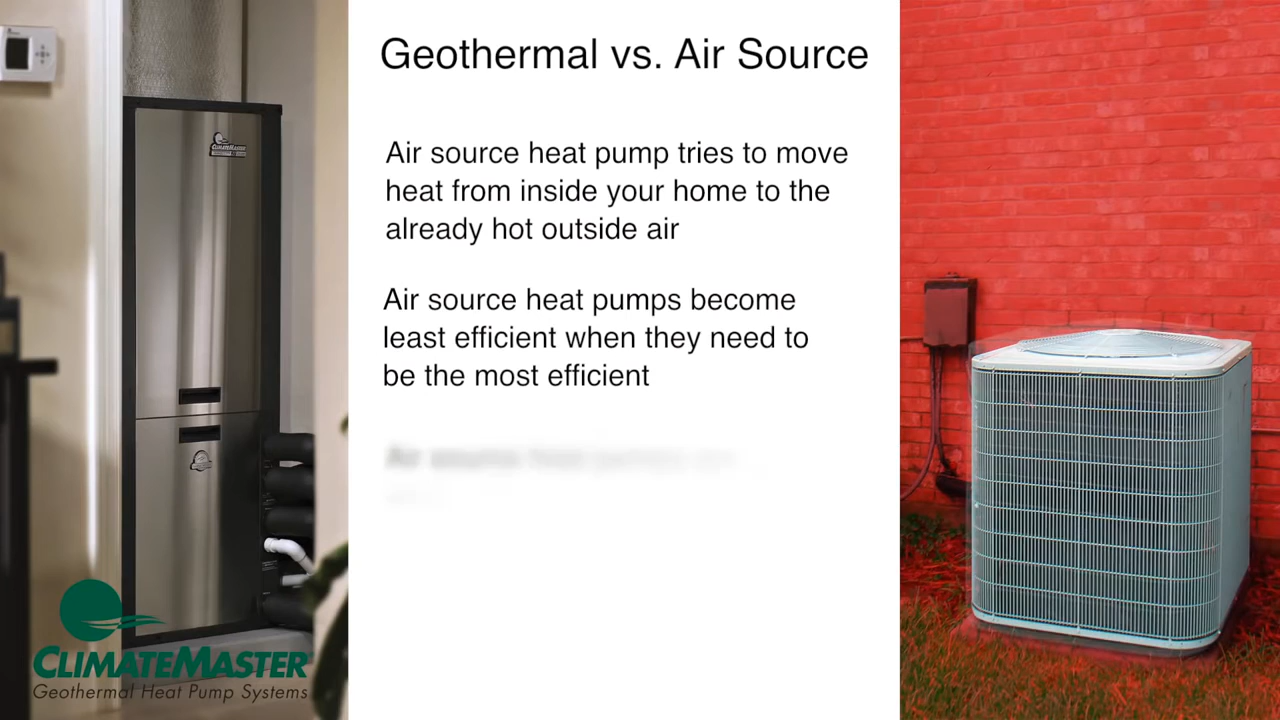 Geothermal vs. Air Source
Air source heat pump tries to move
heat from inside your home to the
already hot outside air
Air source heat pumps become
least efficient when they need to
be the most efficient
CLIMATEMASTER
CLIMATEMASTER
Geothermal Heat Pump Systems